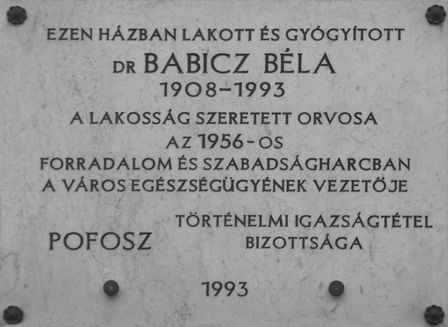 EZEN HÁZBAN LAKOTT ÉS GYÓGYÍTOTT
DR BABICZ BÉLA
1908-1993
A LAKOSSÁG SZERETETT ORVOSA
AZ 1956-OS
FORRADALOM ÉS SZABADSÁGHARCBAN
A VÁROS EGÉSZSÉGÜGYÉNEK VEZETŐJE
POFOSZ
TÖRTÉNELMI IGAZSÁGTÉTEL
BIZOTTSÁGA
1993